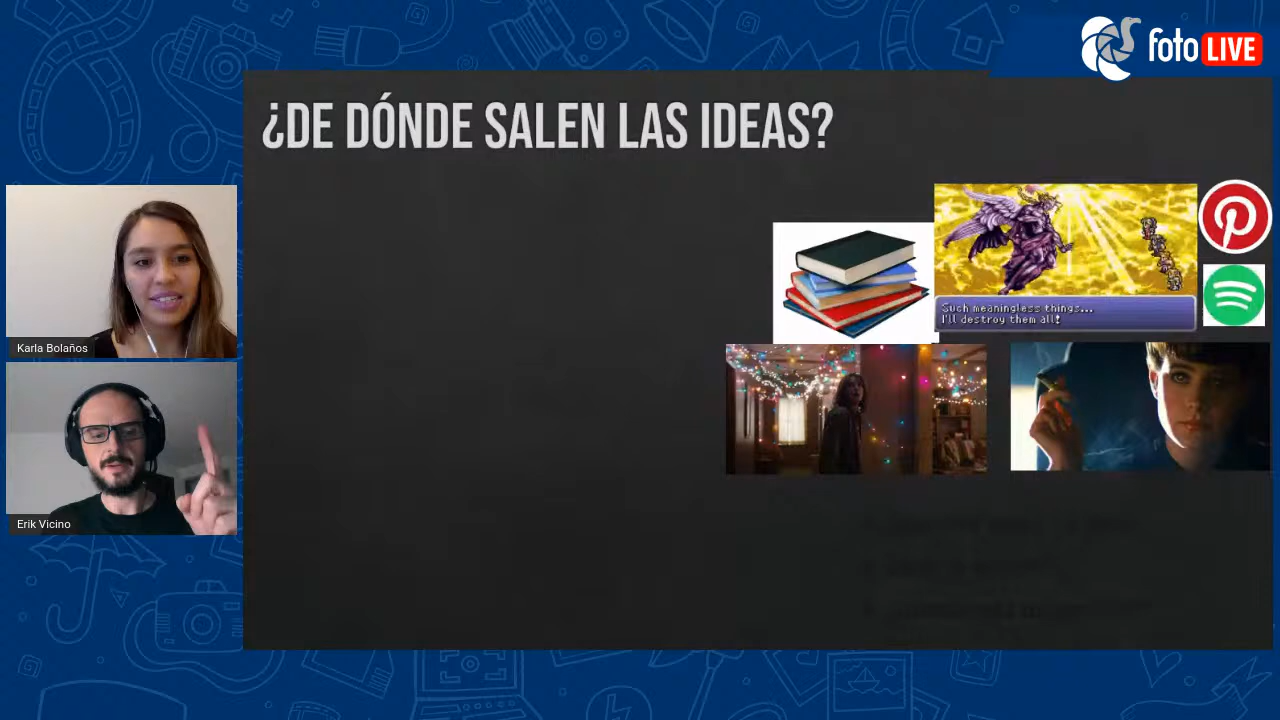 foto LIVE
¿DE DÓNDE SALEN LAS IDEAS?
Such meaningless things...
I'll destroy them all!
Karla Bolaños
Erik Vicino